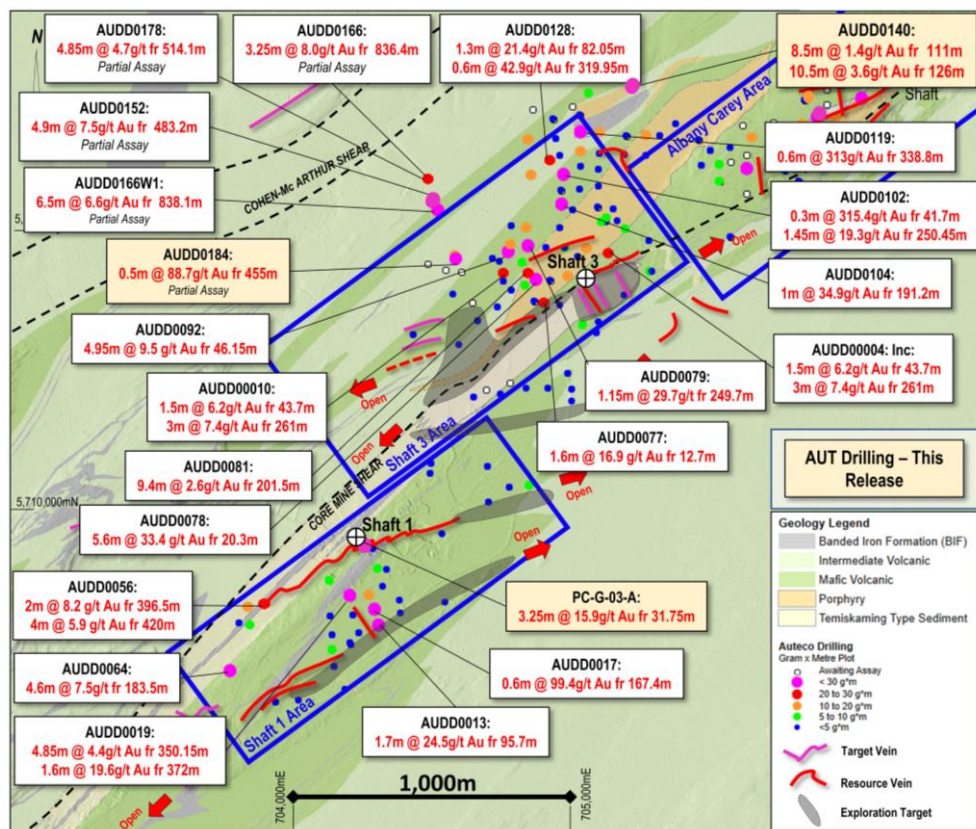 AUDD0178:
4.85m @ 4.7g/t fr 514.1m
Partial Assay
AUDD0166:
3.25m @ 8.0g/t Au fr 836.4m
Partial Assay
AUDD0128:
1.3m @ 21.4g/t Au fr 82.05m
0.6m @ 42.9g/t Au fr 319.95m
AUDD0140:
8.5m @ 1.4g/t Au fr 111m
10.5m @ 3.6g/t Au fr 126m
N
Albany Carey Area
Shaft
AUDD0152:
4.9m @ 7.5g/t Au fr 483.2m
Partial Assay
AUDD0119:
0.6m @ 313g/t Au fr 338.8m
COHEN-Mc ARTHUR SHEAR
AUDD0166W1:
6.5m @ 6.6g/t Au fr 838.1m
Partial Assay
AUDD0102:
0.3m @ 315.4g/t Au fr 41.7m
1.45m @ 19.3g/t Au fr 250.45m
5,
Open
AUDD0184:
0.5m @ 88.7g/t Au fr 455m
Partial Assay
Shaft 3
AUDD0104:
1m @ 34.9g/t Au fr 191.2m
AUDD0092:
4.95m @ 9.5 g/t Au fr 46.15m
AUDD00004: Inc:
1.5m @ 6.2g/t Au fr 43.7m
3m @ 7.4g/t Au fr 261m
AUDD0079:
1.15m @ 29.7g/t fr 249.7m
AUDD00010:
1.5m @ 6.2g/t Au fr 43.7m
3m @ 7.4g/t Au fr 261m
Open
Open
Shaft 3 Area
AUDD0077:
1.6m @ 16.9 g/t Au fr 12.7m
AUDD0081:
9.4m @ 2.6g/t Au fr 201.5m
CORE MINE SHEAR
Open
AUT Drilling – This
Release
5,710,000mN
AUDD0078:
5.6m @ 33.4 g/t Au fr 20.3m
Shaft 1
Open
Geology Legend
Banded Iron Formation (BIF)
Intermediate Volcanic
Mafic Volcanic
Porphyry
Temiskaming Type Sediment
AUDD0056:
2m @ 8.2 g/t Au fr 396.5m
4m @ 5.9 g/t Au fr 420m
PC-G-03-A:
3.25m @ 15.9g/t Au fr 31.75m
AUDD0064:
4.6m @ 7.5g/t fr 183.5m
AUDD0017:
0.6m @ 99.4g/t Au fr 167.4m
Auteco Drilling
Gram x Metre Plot
Awaiting Assay
< 30 g*m
20 to 30 g*m
10 to 20 g*m
5 to 10 g*m
<5 g*m
Shaft 1 Area
AUDD0019:
4.85m @ 4.4g/t Au fr 350.15m
1.6m @ 19.6g/t Au fr 372m
AUDD0013:
1.7m @ 24.5g/t Au fr 95.7m
Target Vein
Resource Vein
Exploration Target
1,000m
704,000mE
705,000mE
Open